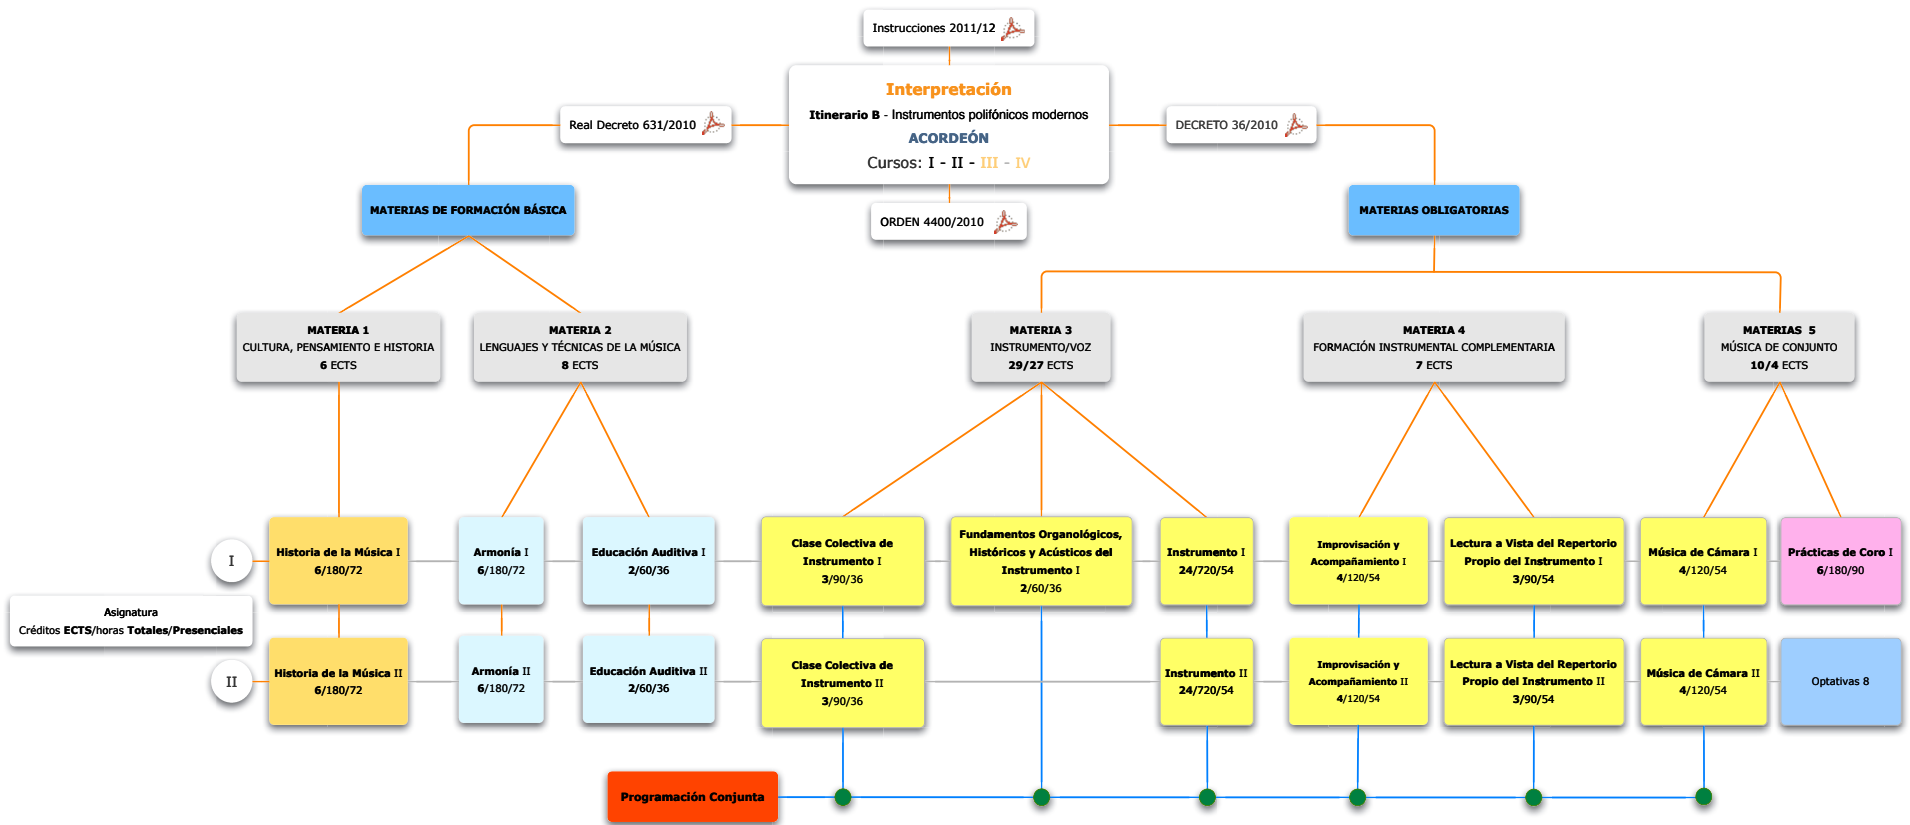 Instrucciones 2011/12
Interpretación
Itinerario B - Instrumentos polifónicos modernos
ACORDEÓN
Cursos: I - II - III - IV
Real Decreto 631/2010
DECRETO 36/2010
ORDEN 4400/2010
MATERIAS DE FORMACIÓN BÁSICA
MATERIAS OBLIGATORIAS
MATERIA 1
CULTURA, PENSAMIENTO E HISTORIA
6 ECTS
MATERIA 2
LENGUAJES Y TÉCNICAS DE LA MÚSICA
8 ECTS
MATERIA 3
INSTRUMENTO/VOZ
29/27 ECTS
MATERIA 4
FORMACIÓN INSTRUMENTAL COMPLEMENTARIA
7 ECTS
MATERIAS 5
MÚSICA DE CONJUNTO
10/4 ECTS
I
Historia de la Música I
6/180/72
Armonía I
6/180/72
Educación Auditiva I
2/60/36
Clase Colectiva de
Instrumento I
3/90/36
Fundamentos Organológicos,
Históricos y Acústicos del
Instrumento I
2/60/36
Instrumento I
24/720/54
Improvisación y
Acompañamiento I
4/120/54
Lectura a Vista del Repertorio
Propio del Instrumento I
3/90/54
Música de Cámara I
4/120/54
Prácticas de Coro I
6/180/90
Asignatura
Créditos ECTS/horas Totales/Presenciales
II
Historia de la Música II
6/180/72
Armonía II
6/180/72
Educación Auditiva II
2/60/36
Clase Colectiva de
Instrumento II
3/90/36
Instrumento II
24/720/54
Improvisación y
Acompañamiento II
4/120/54
Lectura a Vista del Repertorio
Propio del Instrumento II
3/90/54
Música de Cámara II
4/120/54
Optativas 8
Programación Conjunta